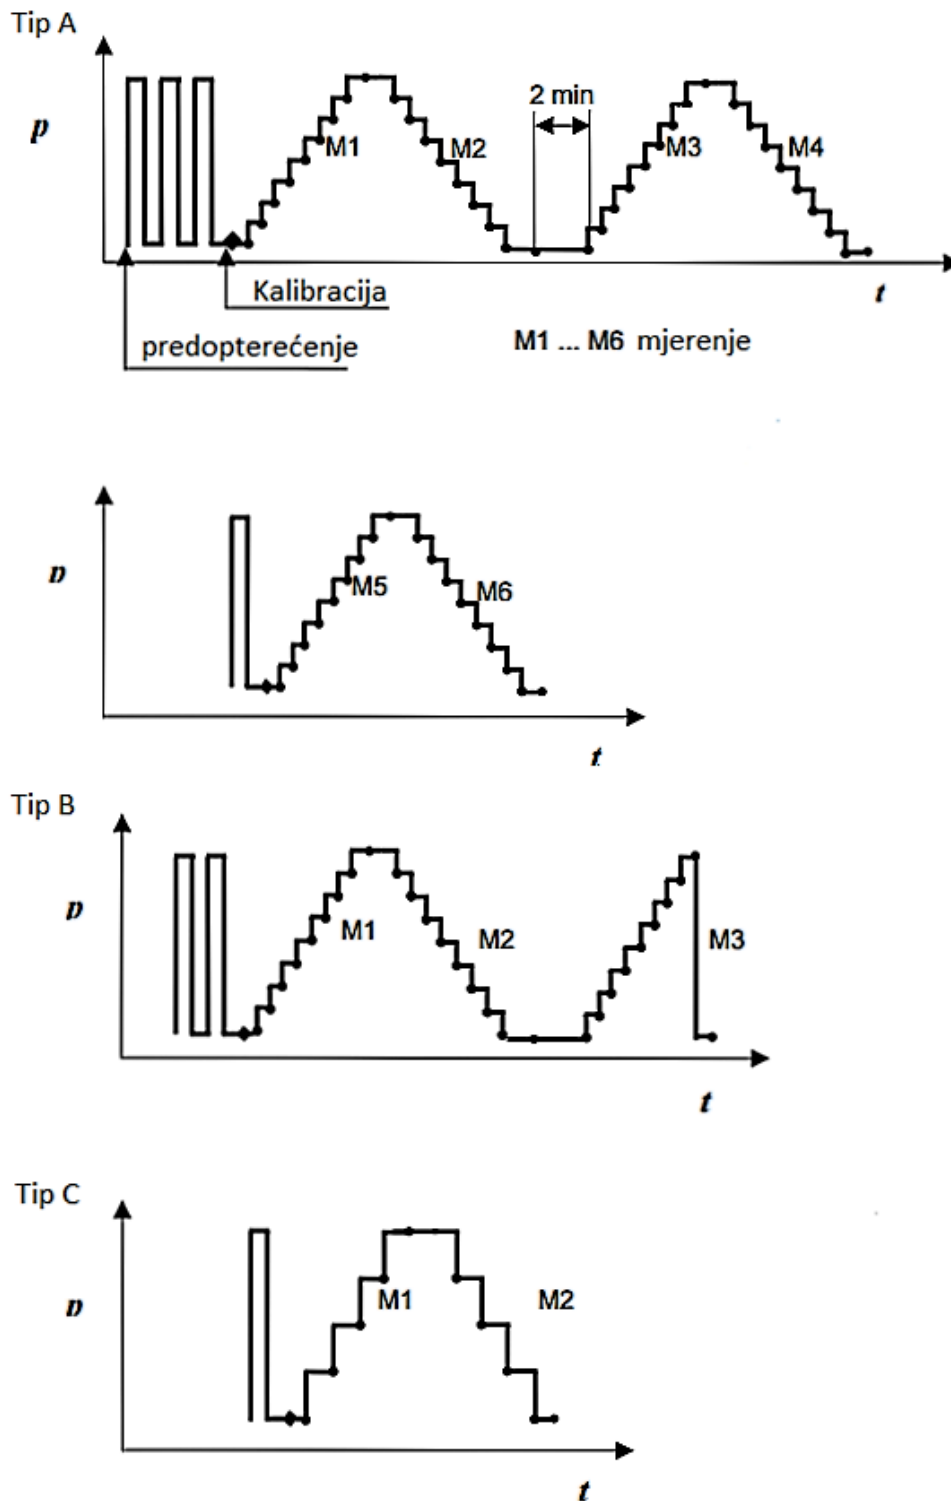 Tip A
p
2 min
M1
M2
M3
M4
Kalibracija
t
predopterećenje
M1 ... M6 mjerenje
p
M5
M6
t
Tip B
p
M1
M2
M3
t
Tip C
p
M1
M2
t